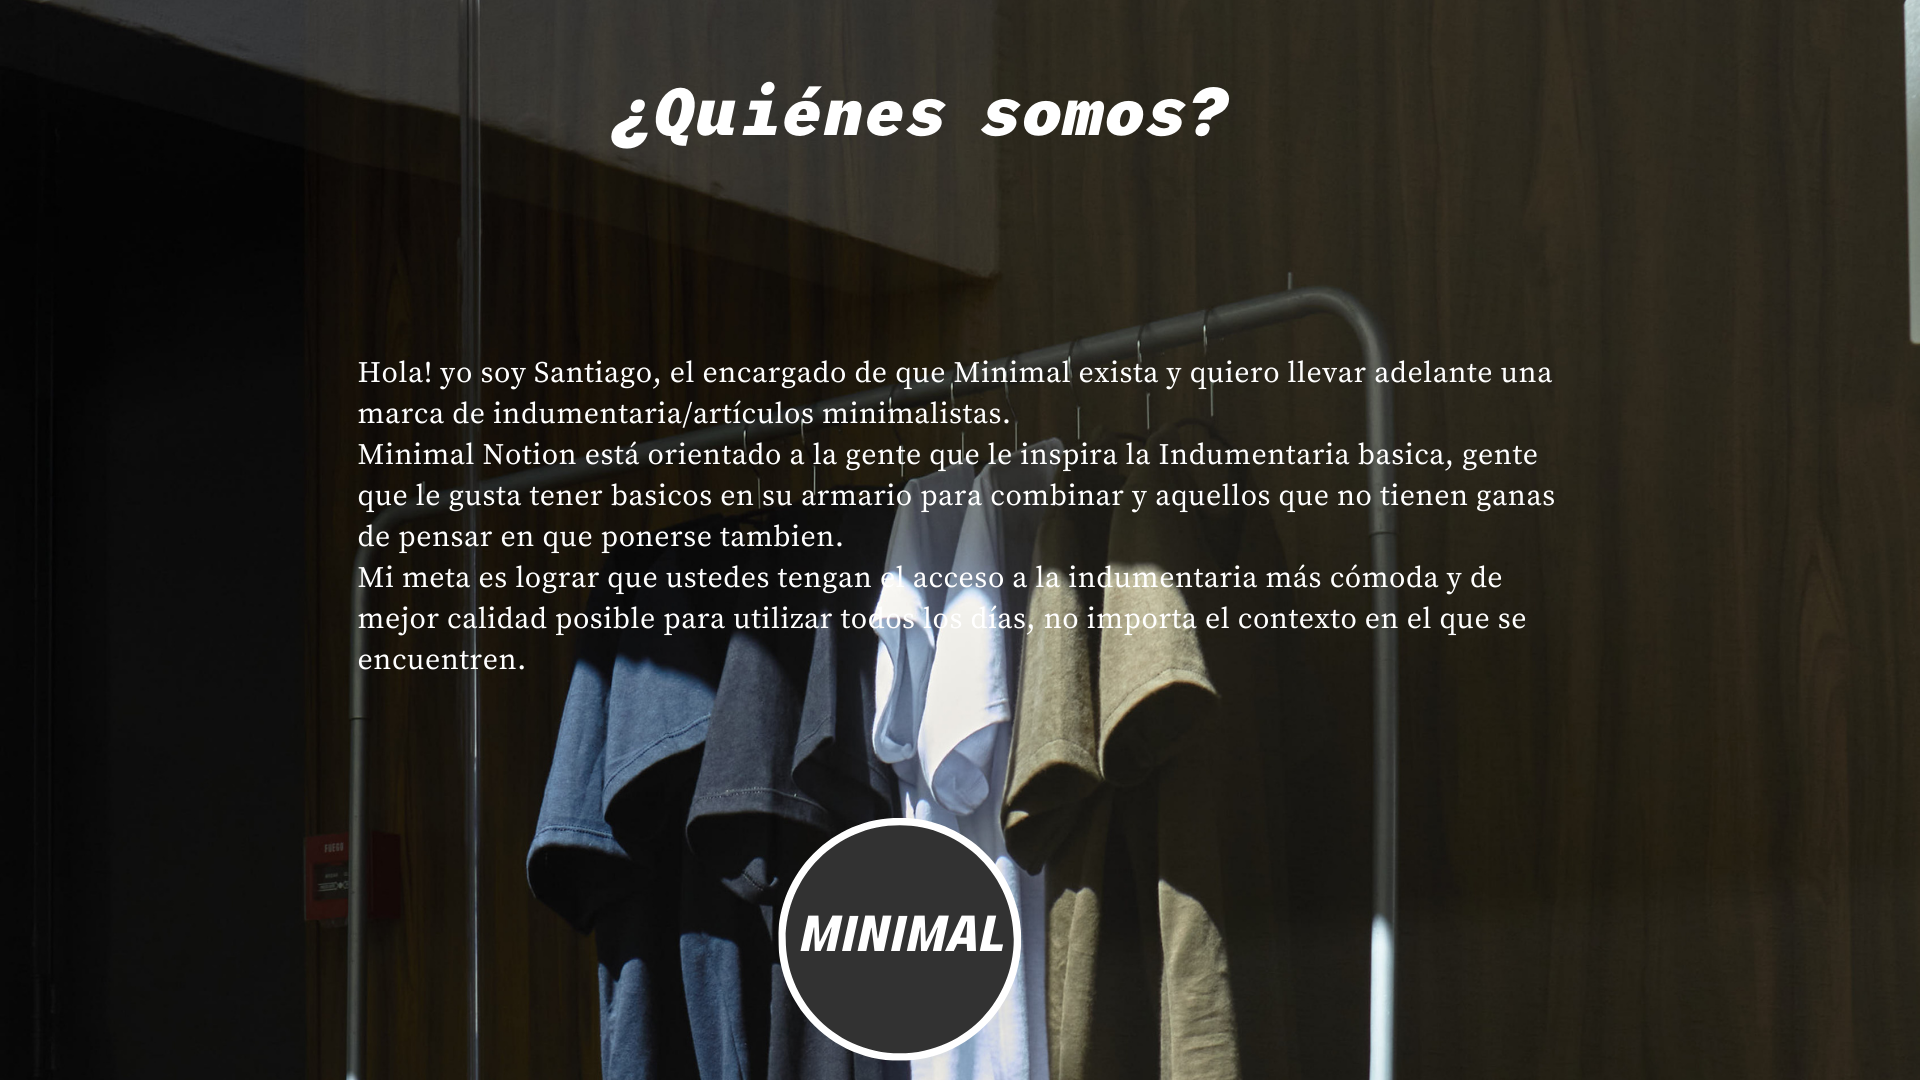 ¿Quiénes somos?
Hola! yo soy Santiago, el encargado de que Minimal exista y quiero llevar adelante una
marca de indumentaria/artículos minimalistas.
Minimal Notion está orientado a la gente que le inspira la Indumentaria basica, gente
que le gusta tener basicos en su armario para combinar y aquellos que no tienen ganas
de pensar en que ponerse tambien.
Mi meta es lograr que ustedes tengan el acceso a la indumentaria más cómoda y de
mejor calidad posible para utilizar todos los días, no importa el contexto en el que se
encuentren.
FUEGO
MINIMAL